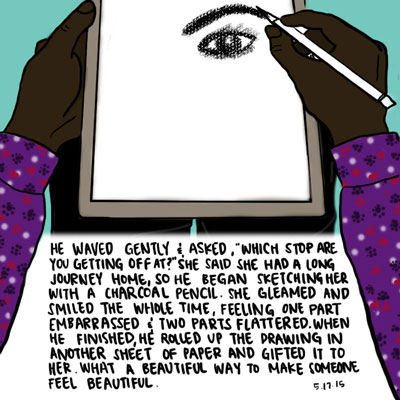 HE WAVED GENTLY & ASKED, "WHICH STOP ARE
YOU GETTING OFF AT?" SHE SAID SHE HAD A LONG
JOURNEY HOME, SO HE BEGAN SKETCHING HER
WITH A CHARCOAL PENCIL. SHE GLEAMED AND
SMILED THE WHOLE TIME, FEELING ONE PART
EMBARRASSED & TWO PARTS FLATTERED. WHEN
HE FINISHED, HE ROLLED UP THE DRAWING IN
ANOTHER SHEET OF PAPER AND GIFTED IT TO
HER. WHAT A BEAUTIFUL WAY TO MAKE SOMEONE
FEEL BEAUTIFUL. 5.17.15